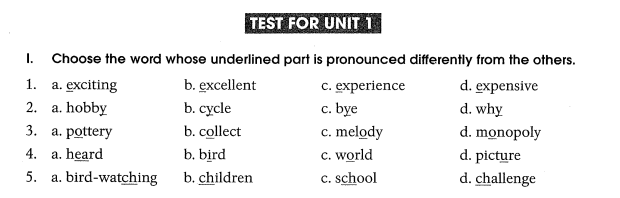 TEST FOR UNIT 1
I. Choose the word whose underlined part is pronounced differently from the others.
1. a. exciting b. excellent c. experience d. expensive
2. a. hobby b. cycle c. bye d. why
3. a. pottery b. collect c. melody d. monopoly
4. a. heard b. bird c. world d. picture
5. a. bird-watching b. children c. school d. challenge